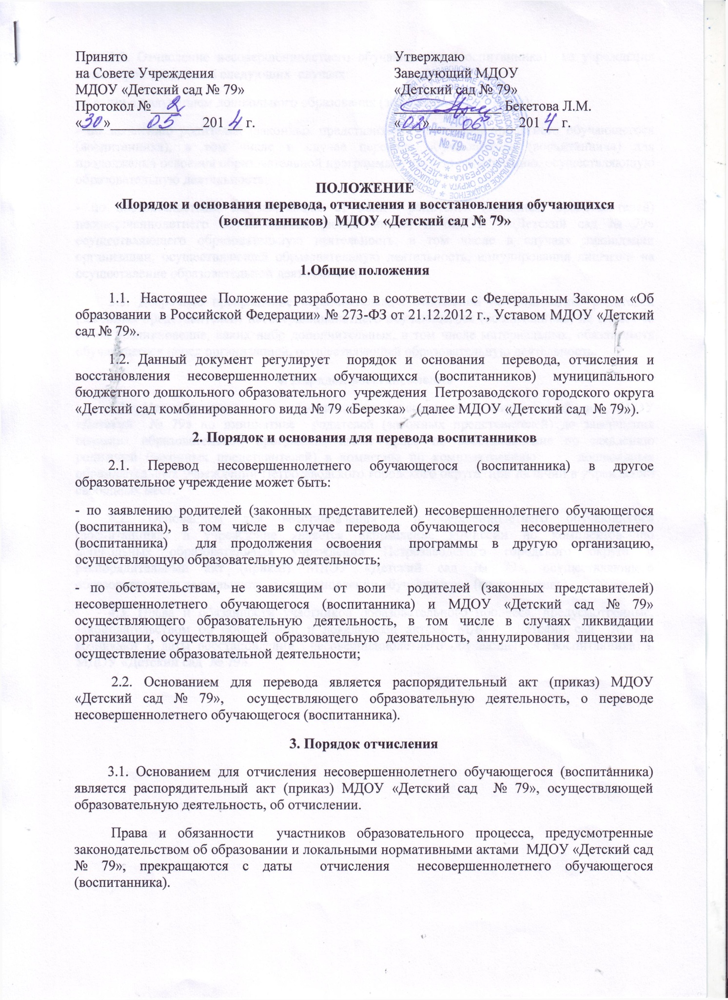 Принято
на Совете Учреждения
МДОУ «Детский сад № 79»
Протокол № 2
«30» 05 2014 г.
Утверждаю
Заведующий МДОУ
«Детский сад № 79»
Бекетова Л.М.
«02» 06 2014 г.
МДОУ
«Детский сад
№ 79»
ПОЛОЖЕНИЕ
«Порядок и основания перевода, отчисления и восстановления обучающихся
(воспитанников) МДОУ «Детский сад № 79»
1.Общие положения
1.1. Настоящее Положение разработано в соответствии с Федеральным Законом «Об
образовании в Российской Федерации» № 273-ФЗ от 21.12.2012 г., Уставом МДОУ «Детский
сад № 79».
1.2. Данный документ регулирует порядок и основания перевода, отчисления и
восстановления несовершеннолетних обучающихся (воспитанников) муниципального
бюджетного дошкольного образовательного учреждения Петрозаводского городского округа
«Детский сад комбинированного вида № 79 «Березка» (далее МДОУ «Детский сад № 79»).
2. Порядок и основания для перевода воспитанников
2.1. Перевод несовершеннолетнего обучающегося (воспитанника) в другое
образовательное учреждение может быть:
- по заявлению родителей (законных представителей) несовершеннолетнего обучающегося
(воспитанника), в том числе в случае перевода обучающегося несовершеннолетнего
(воспитанника) для продолжения освоения программы в другую организацию,
осуществляющую образовательную деятельность;
- по обстоятельствам, не зависящим от воли родителей (законных представителей)
несовершеннолетнего обучающегося (воспитанника) и МДОУ «Детский сад № 79»
осуществляющего образовательную деятельность, в том числе в случаях ликвидации
организации, осуществляющей образовательную деятельность, аннулирования лицензии на
осуществление образовательной деятельности;
2.2. Основанием для перевода является распорядительный акт (приказ) МДОУ
«Детский сад № 79», осуществляющего образовательную деятельность, о переводе
несовершеннолетнего обучающегося (воспитанника).
3. Порядок отчисления
3.1. Основанием для отчисления несовершеннолетнего обучающегося (воспитанника)
является распорядительный акт (приказ) МДОУ «Детский сад № 79», осуществляющей
образовательную деятельность, об отчислении.
Права и обязанности участников образовательного процесса, предусмотренные
законодательством об образовании и локальными нормативными актами МДОУ «Детский сад
№ 79», прекращаются с даты отчисления несовершеннолетнего обучающегося
(воспитанника).